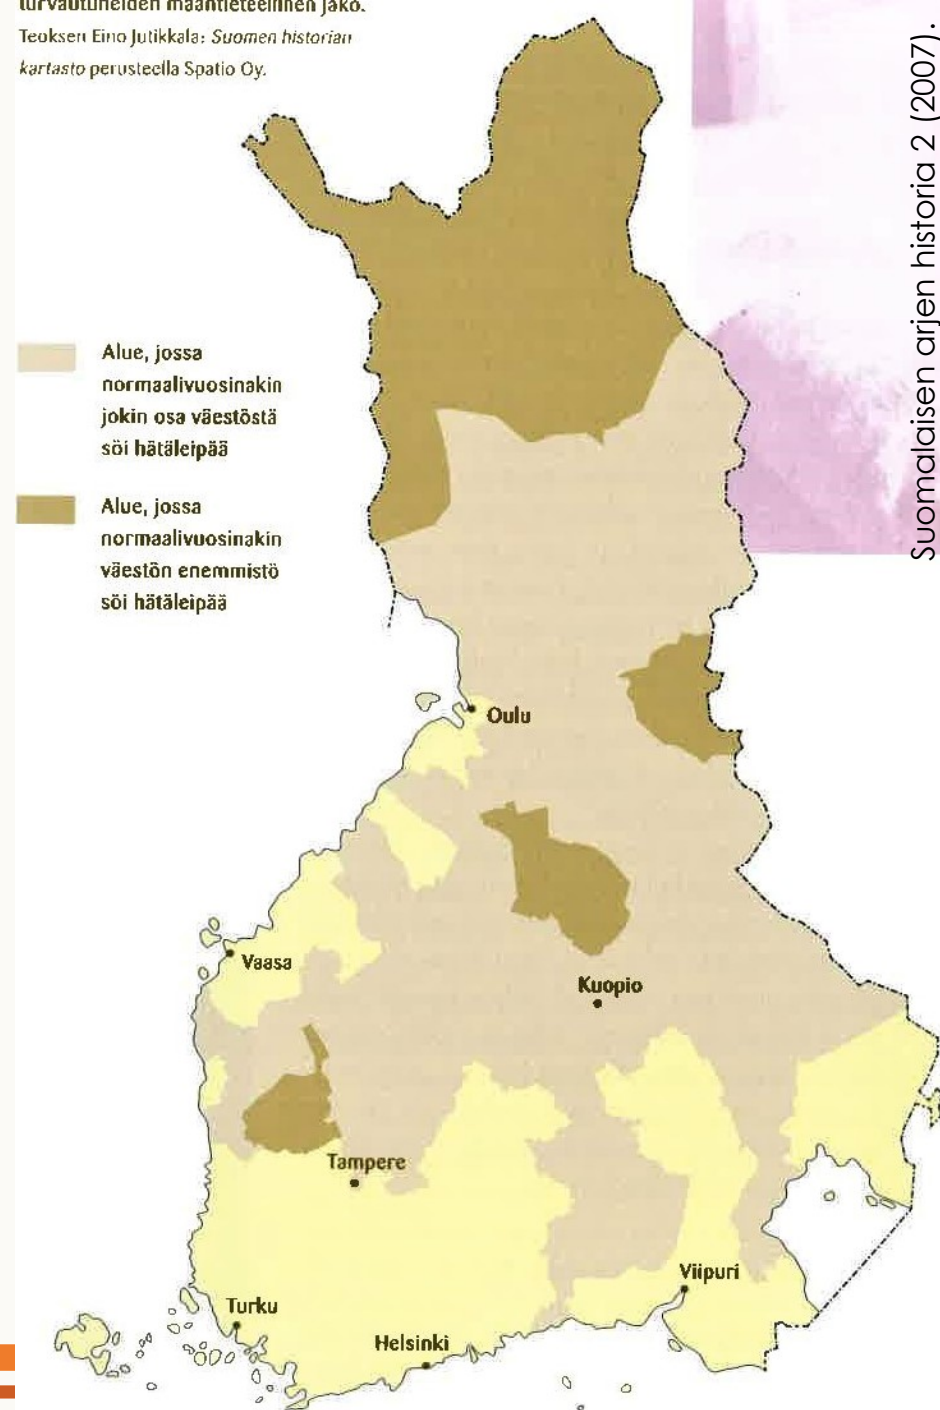 turvautuneiden maantieteellinen jako.
Teoksen Eino Jutikkala: Suomen historian
kartasto perusteella Spatio Oy.
Alue, jossa
normaalivuosinakin
jokin osa väestöstä
söi hätäleipää
Alue, jossa
normaalivuosinakin
väestön enemmistö
söi hätäleipää
Oulu
Vaasa
Kuopio
Tampere
Viipuri
Turku
Helsinki
Suomalaisen arjen historia 2 (2007).